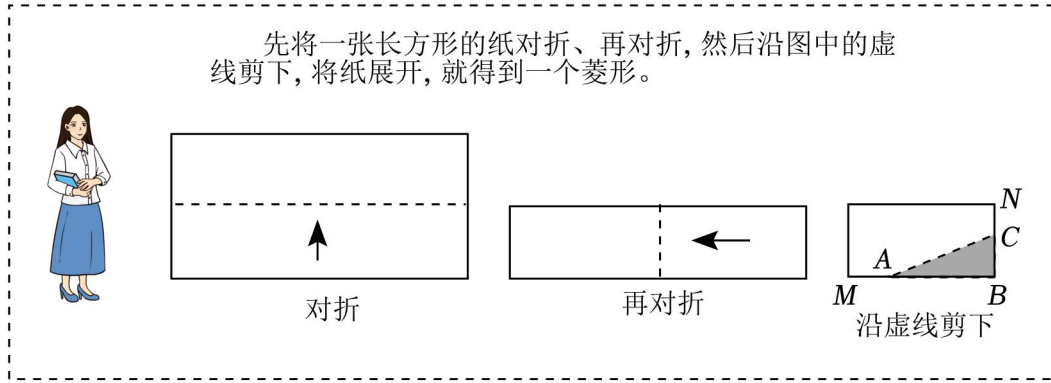 先将一张长方形的纸对折、再对折, 然后沿图中的虚
线剪下, 将纸展开, 就得到一个菱形。
N
C
A
M
B
对折
再对折
沿虚线剪下